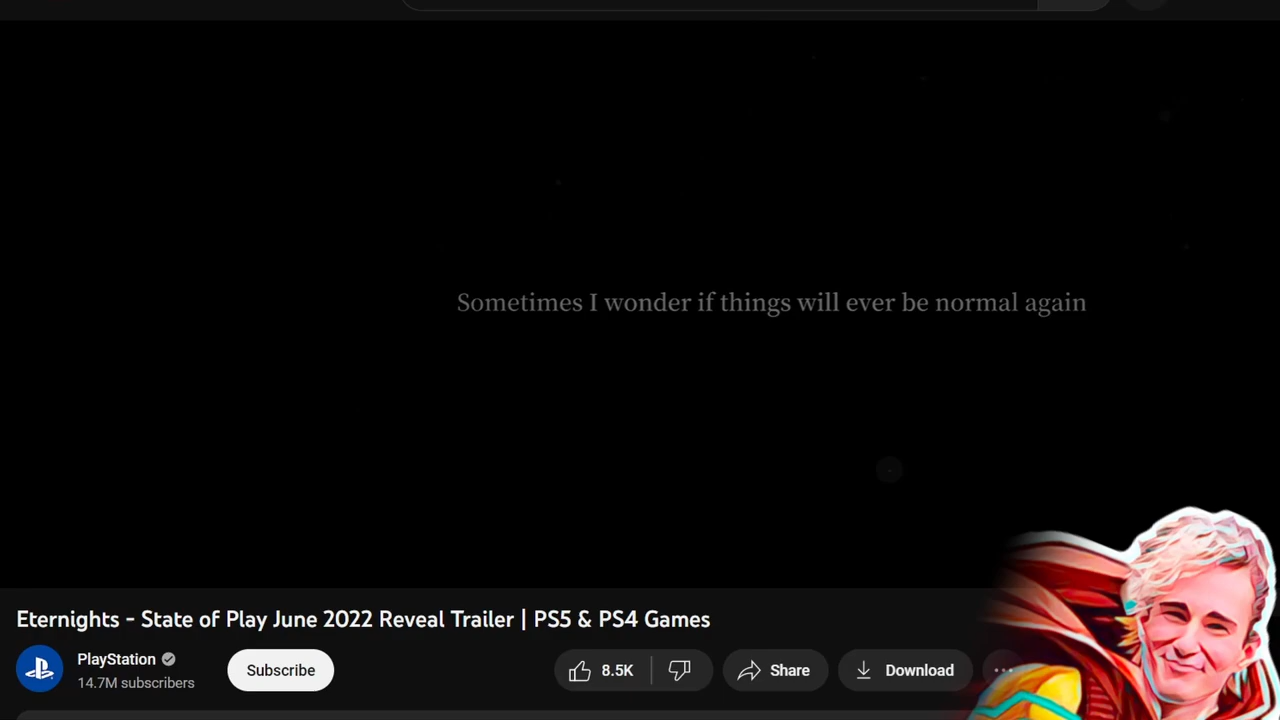 Sometimes I wonder if things will ever be normal again
Eternights - State of Play June 2022 Reveal Trailer | PS5 & PS4 Games
PlayStation
14.7M subscribers
Subscribe
8.5K
Share
Download